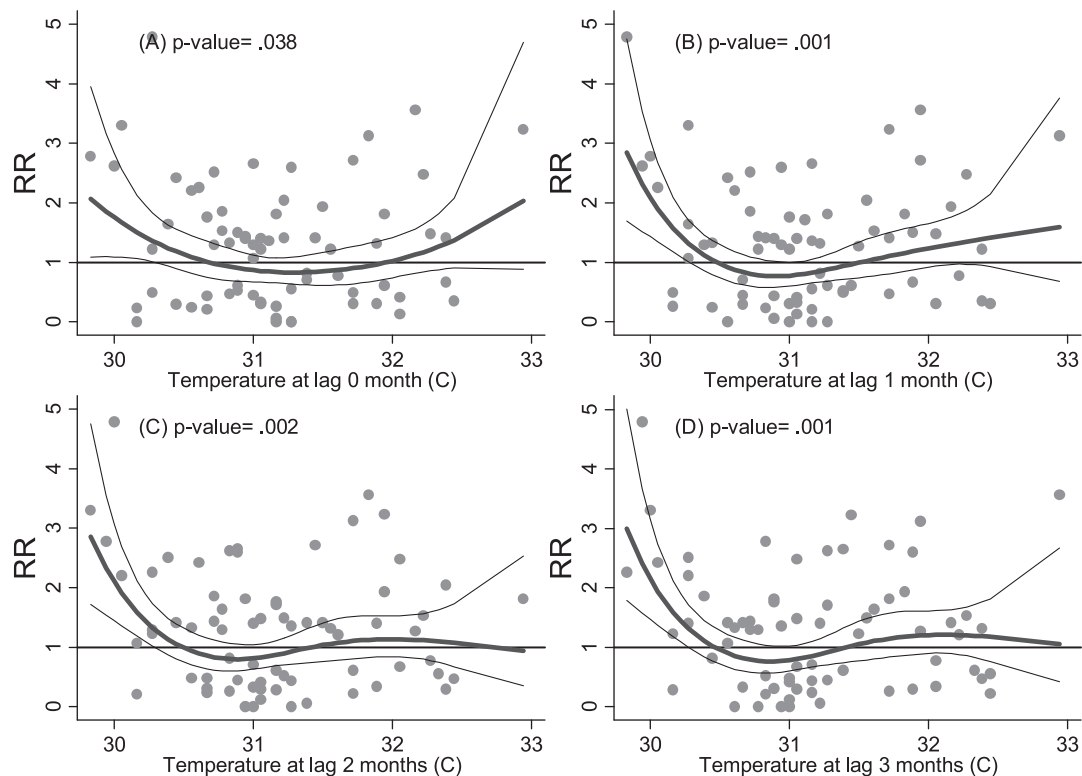 (A) p-value= .038
RR
0 1 2 3 4 5
30 31 32 33
Temperature at lag 0 month (C)
(B) p-value= .001
RR
0 1 2 3 4 5
30 31 32 33
Temperature at lag 1 month (C)
(C) p-value= .002
RR
0 1 2 3 4 5
30 31 32 33
Temperature at lag 2 months (C)
(D) p-value= .001
RR
0 1 2 3 4 5
30 31 32 33
Temperature at lag 3 months (C)